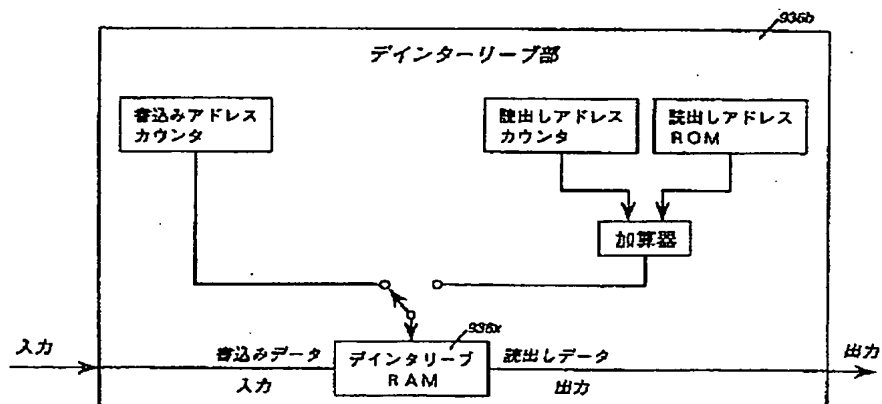 936b
デインターリーブ部
書込みアドレス
カウンタ
読出しアドレス
カウンタ
読出しアドレス
ROM
加算器
936x
入力
書込みデータ
入力
デインタリーブ
RAM
読出しデータ
出力
出力